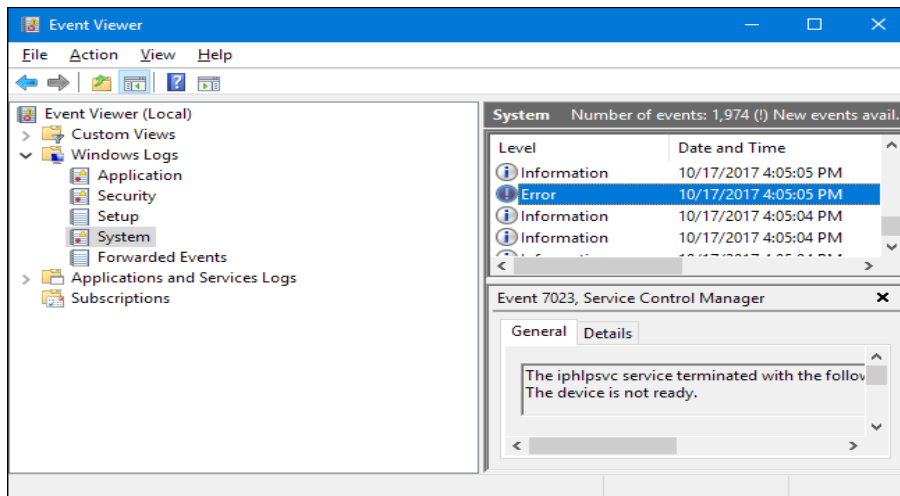 Event Viewer
File Action View Help
Event Viewer (Local)
Custom Views
Windows Logs
Application
Security
Setup
System
Forwarded Events
Applications and Services Logs
Subscriptions
System Number of events: 1,974 (!) New events avail.
Level Date and Time
Information 10/17/2017 4:05:05 PM
Error 10/17/2017 4:05:05 PM
Information 10/17/2017 4:05:04 PM
Information 10/17/2017 4:05:04 PM
Event 7023, Service Control Manager
General Details
The iphlpsvc service terminated with the follow
The device is not ready.